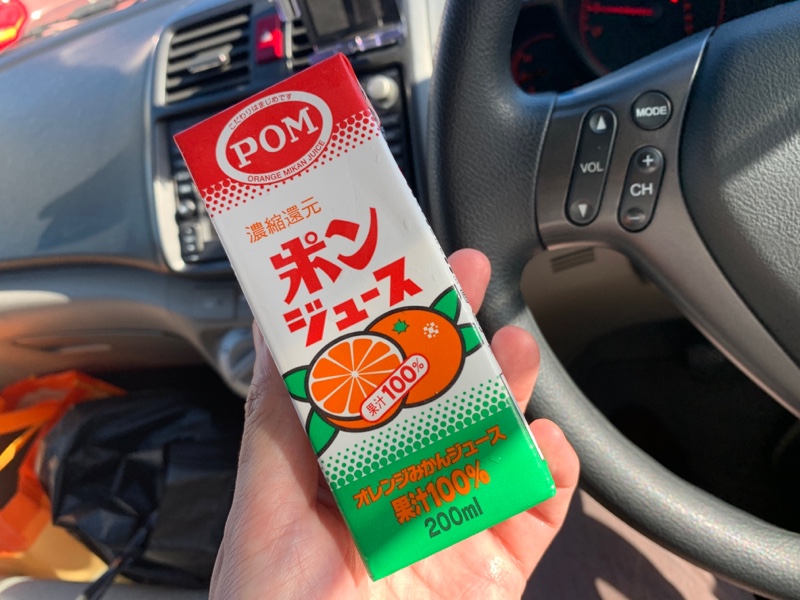 こだわりはまじめです
POM
ORANGE MIKAN JUICE
濃縮還元
ポン
ジュース
果汁100%
オレンジみかんジュース
果汁100%
200ml
MODE
VOL
+
CH
-